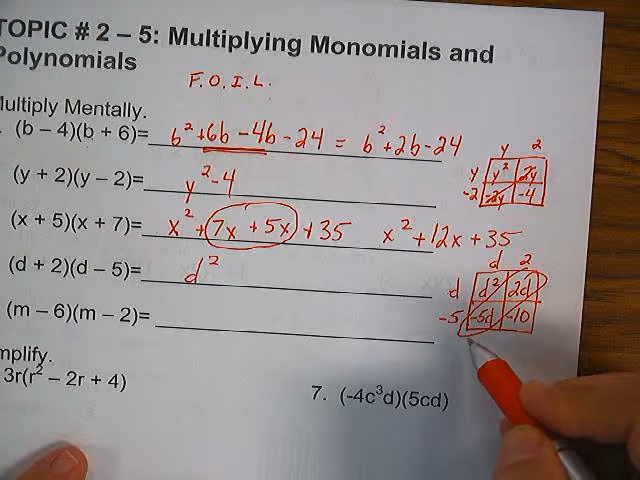 TOPIC # 2 – 5: Multiplying Monomials and
Polynomials
F.O.I.L.
Multiply Mentally.
(b – 4)(b + 6)= b² + 6b – 4b – 24 = b² + 2b – 24
(y + 2)(y – 2)= y² – 4
y 2
y y² 2y
-2 -2y -4
(x + 5)(x + 7)= x² + 7x + 5x + 35 x² + 12x + 35
(d + 2)(d – 5)= d²
d 2
d d² 2d
-5 -5d -10
(m – 6)(m – 2)=
mplify.
3r(r² – 2r + 4)
7. (-4c³d)(5cd)